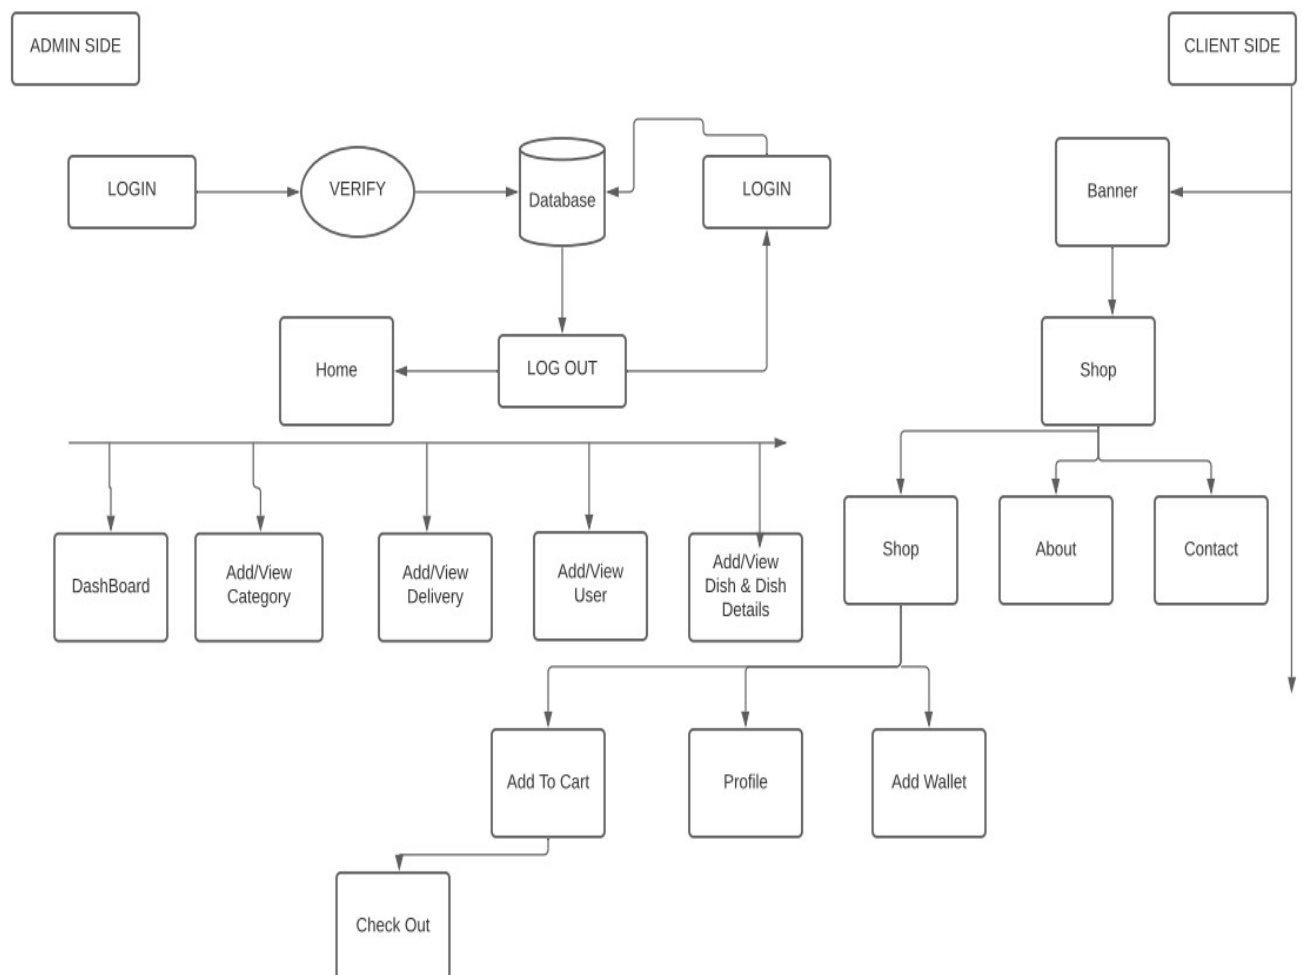 ADMIN SIDE
CLIENT SIDE
LOGIN
VERIFY
Database
LOGIN
Banner
Home
LOG OUT
Shop
DashBoard
Add/View
Category
Add/View
Delivery
Add/View
User
Add/View
Dish & Dish
Details
Shop
About
Contact
Add To Cart
Profile
Add Wallet
Check Out